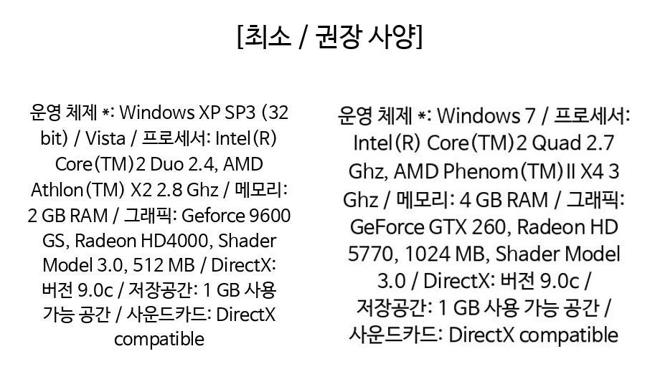 [최소 / 권장 사양]
운영 체제 *: Windows XP SP3 (32
bit) / Vista / 프로세서: Intel(R)
Core(TM)2 Duo 2.4, AMD
Athlon(TM) X2 2.8 Ghz / 메모리:
2 GB RAM / 그래픽: Geforce 9600
GS, Radeon HD4000, Shader
Model 3.0, 512 MB / DirectX:
버전 9.0c / 저장공간: 1 GB 사용
가능 공간 / 사운드카드: DirectX
compatible
운영 체제 *: Windows 7 / 프로세서:
Intel(R) Core(TM)2 Quad 2.7
Ghz, AMD Phenom(TM)II X4 3
Ghz / 메모리: 4 GB RAM / 그래픽:
GeForce GTX 260, Radeon HD
5770, 1024 MB, Shader Model
3.0 / DirectX: 버전 9.0c /
저장공간: 1 GB 사용 가능 공간 /
사운드카드: DirectX compatible